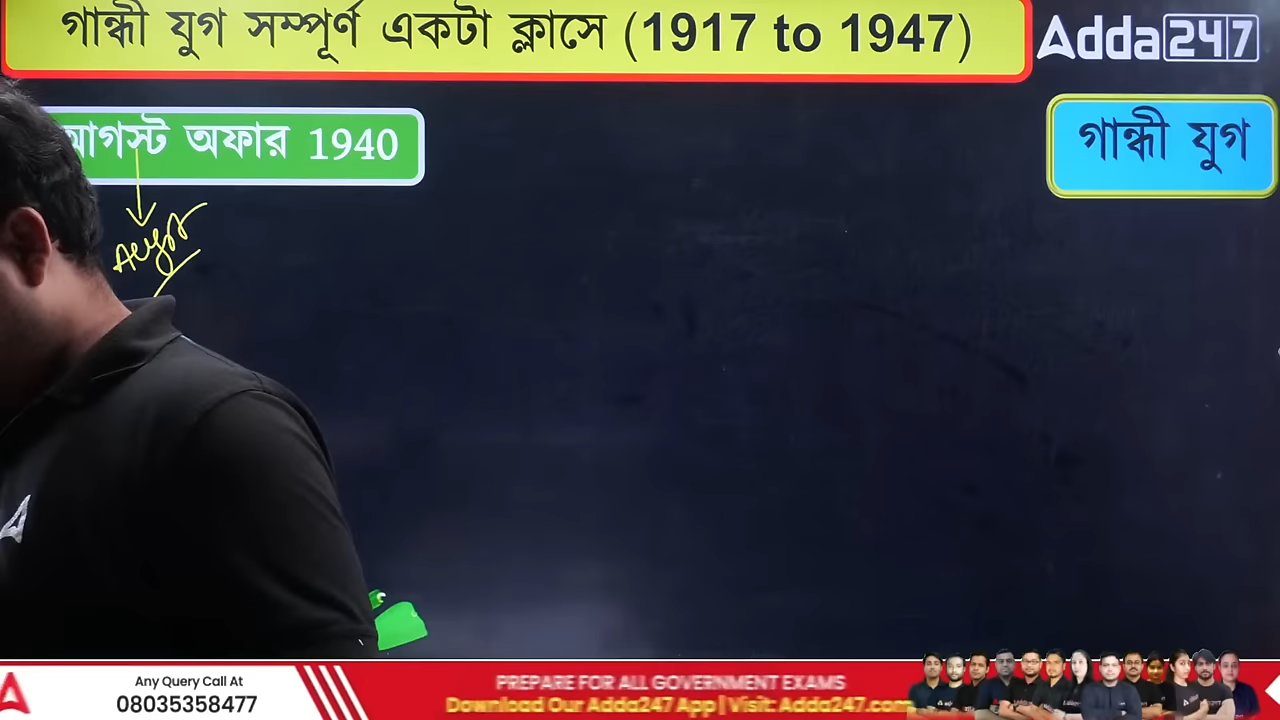 গান্ধী যুগ সম্পূর্ণ একটা ক্লাসে (1917 to 1947)
Adda247
আগস্ট অফার 1940
গান্ধী যুগ
Any Query Call At
08035358477
PREPARE FOR ALL GOVERNMENT EXAMS
Download Our Adda247 App | Visit: Adda247.com